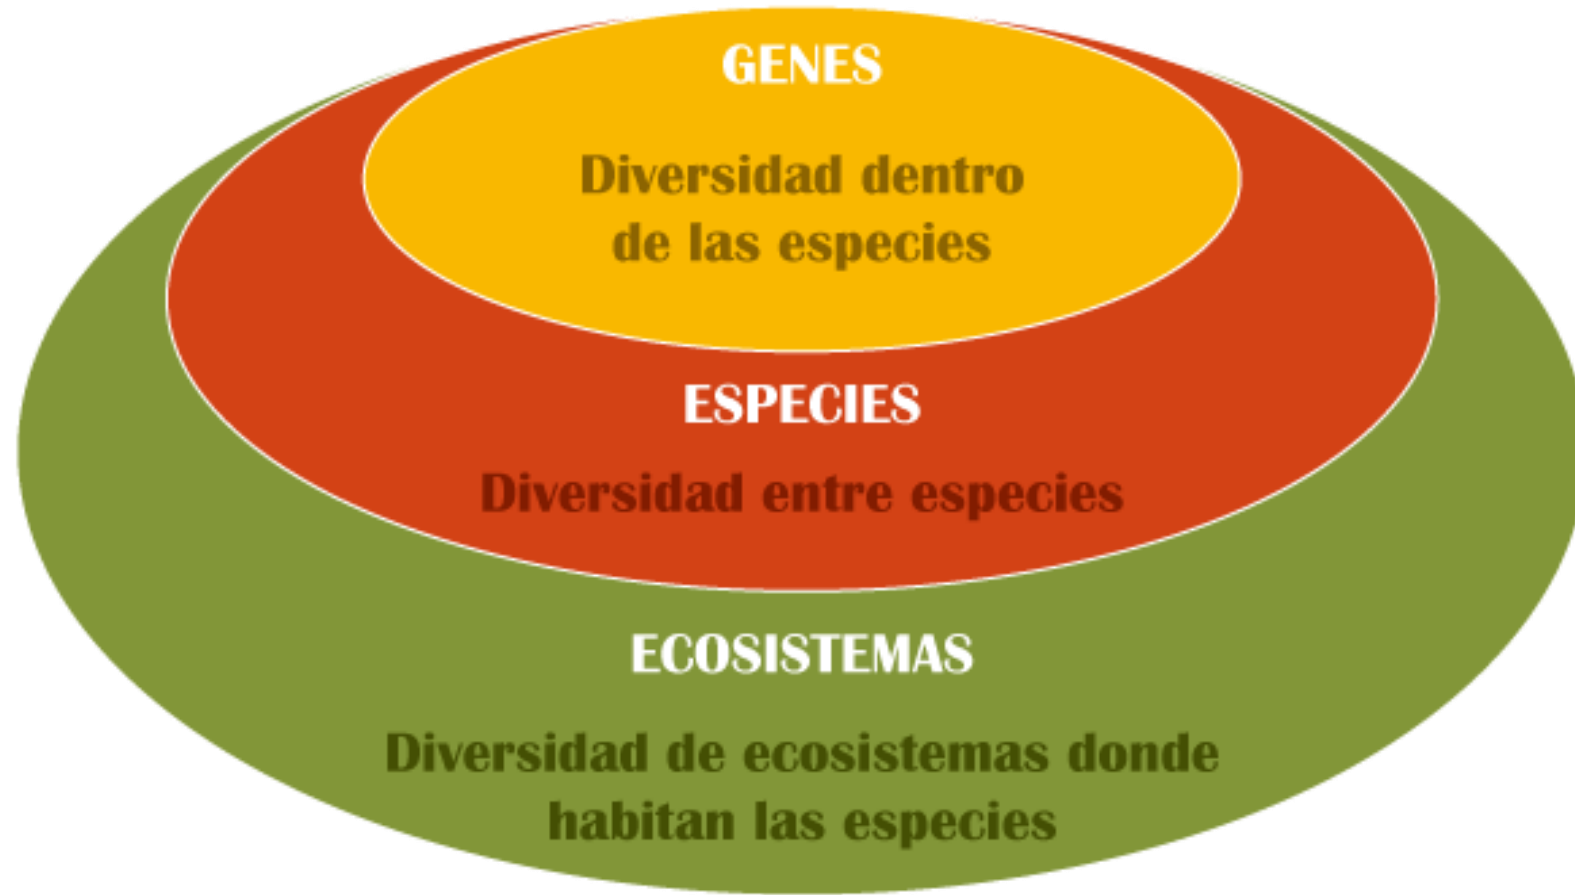 GENES
Diversidad dentro
de las especies
ESPECIES
Diversidad entre especies
ECOSISTEMAS
Diversidad de ecosistemas donde
habitan las especies